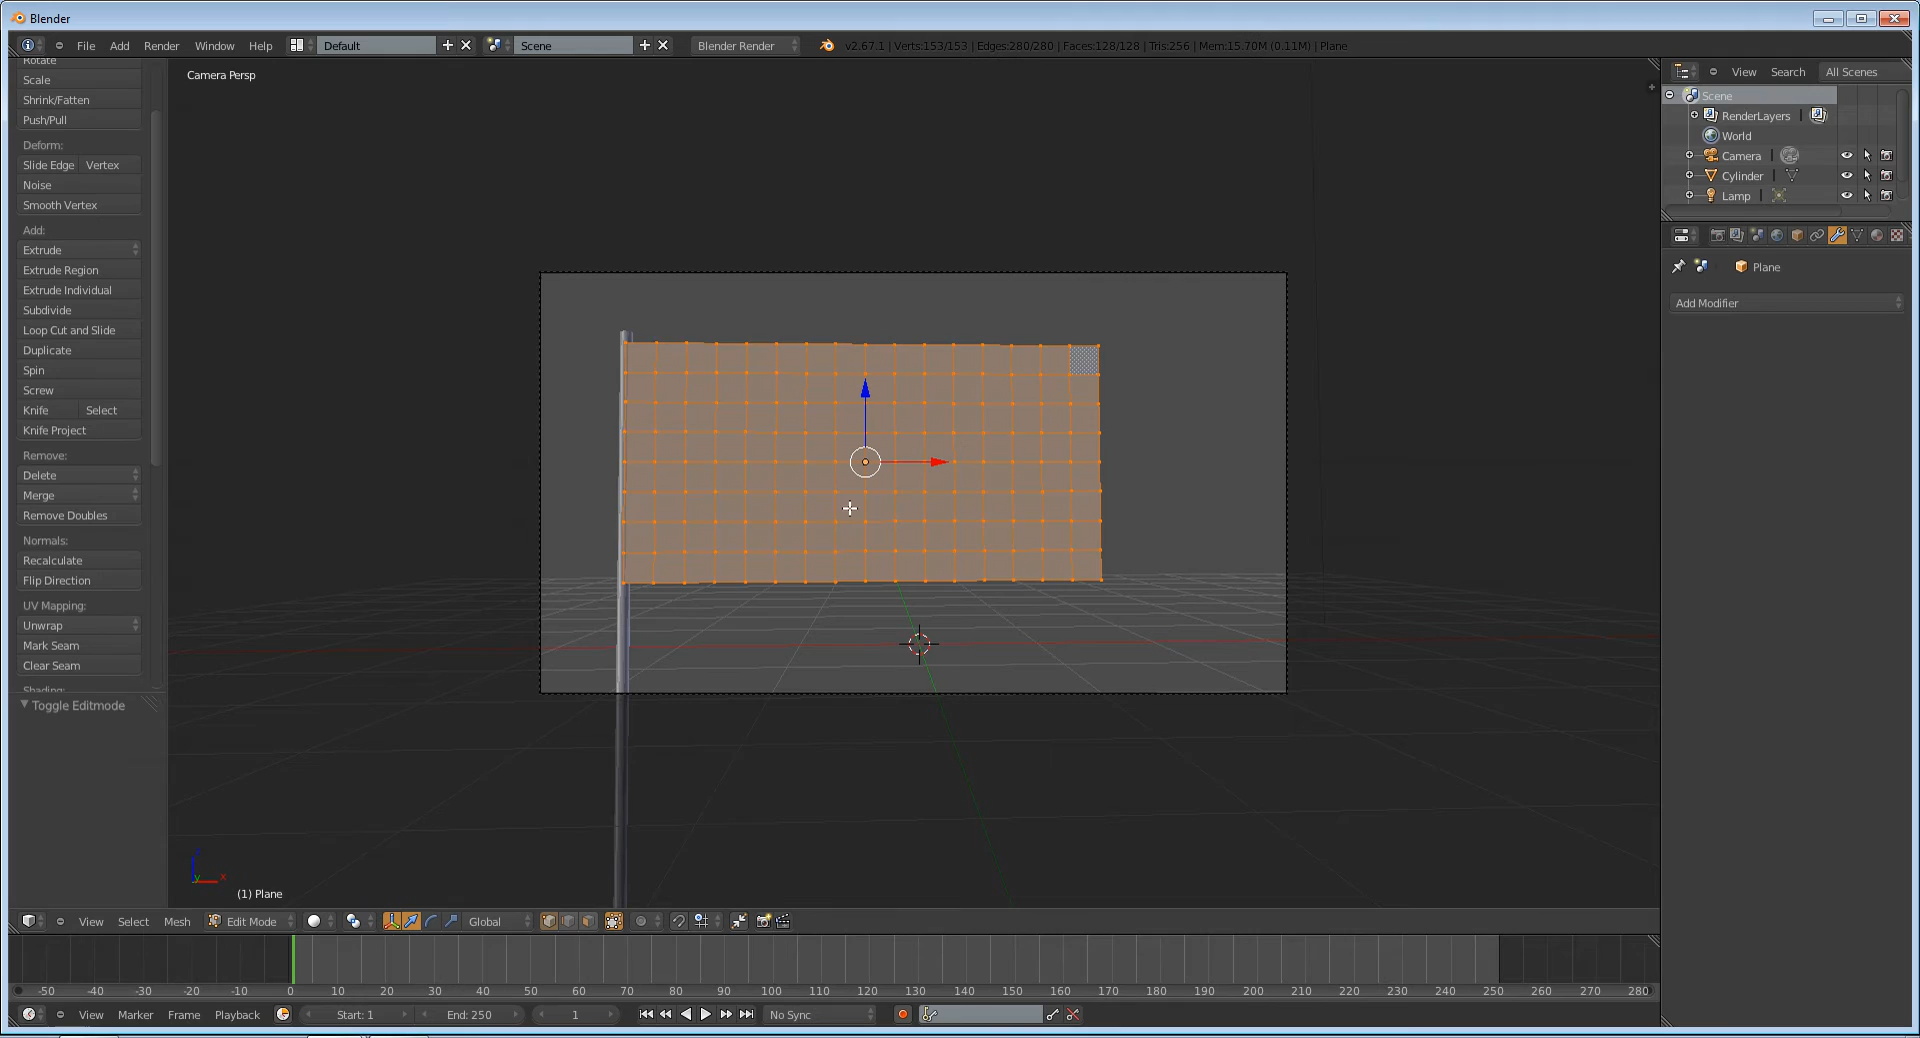 Blender
File Add Render Window Help Default Scene Blender Render v2.67.1 | Verts:153/153 | Edges:280/280 | Faces:128/128 | Tris:256 | Mem:15.70M (0.11M) | Plane
Rotate
Scale
Shrink/Fatten
Push/Pull
Deform:
Slide Edge Vertex
Noise
Smooth Vertex
Add:
Extrude
Extrude Region
Extrude Individual
Subdivide
Loop Cut and Slide
Duplicate
Spin
Screw
Knife Select
Knife Project
Remove:
Delete
Merge
Remove Doubles
Normals:
Recalculate
Flip Direction
UV Mapping:
Unwrap
Mark Seam
Clear Seam
Shading:
Toggle Editmode
Camera Persp
z
y x
(1) Plane
View Search All Scenes
Scene
RenderLayers |
World
Camera |
Cylinder |
Lamp |
Plane
Add Modifier
View Select Mesh Edit Mode Global
-50 -40 -30 -20 -10 0 10 20 30 40 50 60 70 80 90 100 110 120 130 140 150 160 170 180 190 200 210 220 230 240 250 260 270 280
View Marker Frame Playback Start: 1 End: 250 1 No Sync